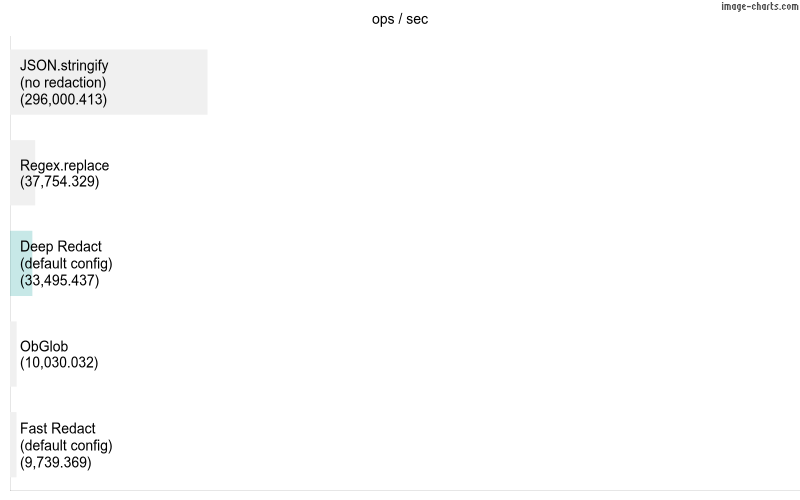 image-charts.com
ops / sec
JSON.stringify
(no redaction)
(296,000.413)
Regex.replace
(37,754.329)
Deep Redact
(default config)
(33,495.437)
ObGlob
(10,030.032)
Fast Redact
(default config)
(9,739.369)